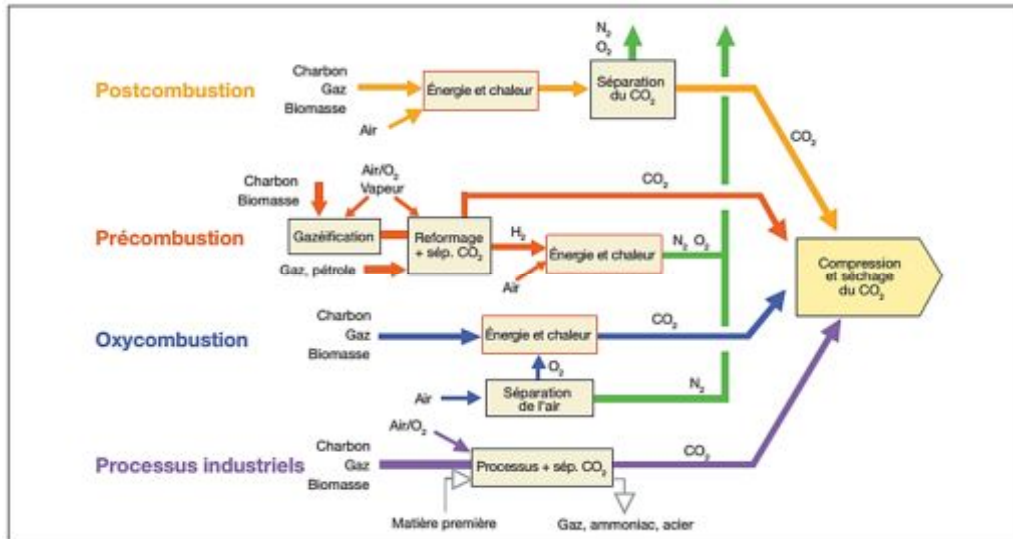 N₂
O₂
Postcombustion
Charbon
Gaz
Biomasse
Air
Énergie et chaleur
Séparation
du CO₂
CO₂
Précombustion
Charbon
Biomasse
Air/O₂
Vapeur
Gazéification
Gaz, pétrole
Reformage
+ sép. CO₂
H₂
Air
Énergie et chaleur
N₂ O₂
CO₂
Compression
et séchage
du CO₂
Oxycombustion
Charbon
Gaz
Biomasse
Énergie et chaleur
CO₂
O₂
Air
Séparation
de l'air
N₂
Processus industriels
Charbon
Gaz
Biomasse
Air/O₂
Processus + sép. CO₂
CO₂
Matière première
Gaz, ammoniac, acier